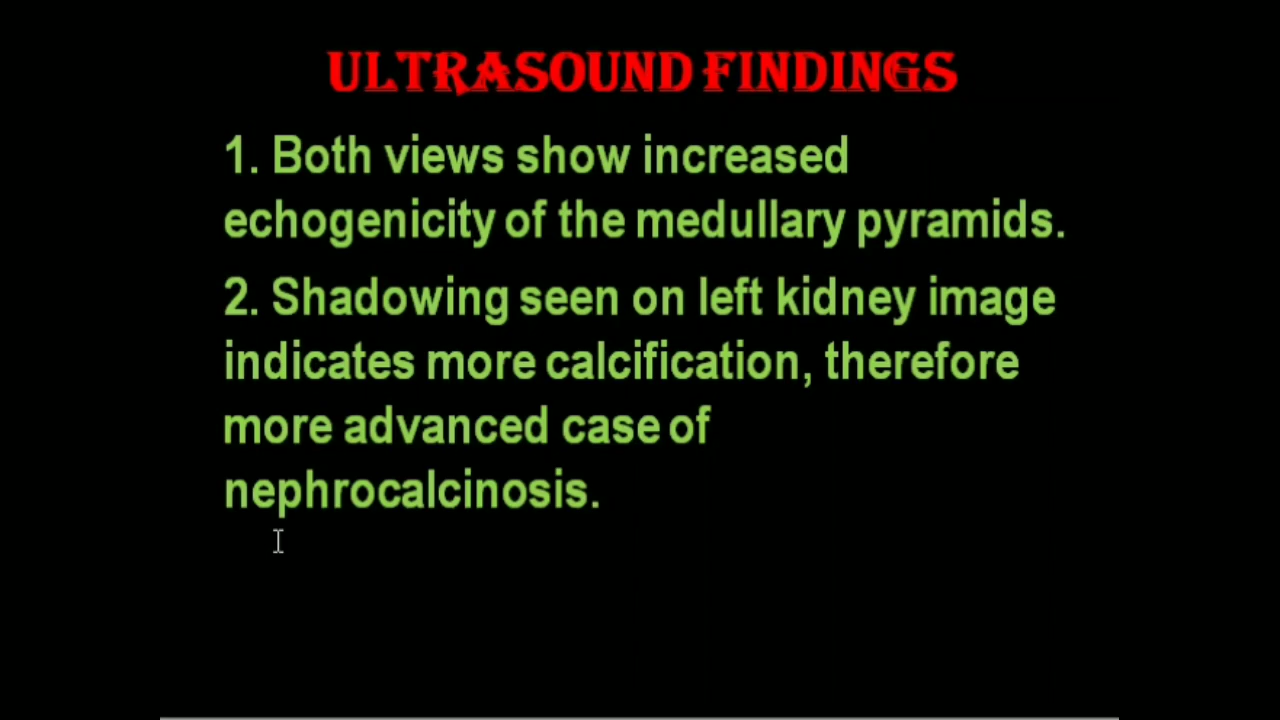 ULTRASOUND FINDINGS
1. Both views show increased
echogenicity of the medullary pyramids.
2. Shadowing seen on left kidney image
indicates more calcification, therefore
more advanced case of
nephrocalcinosis.